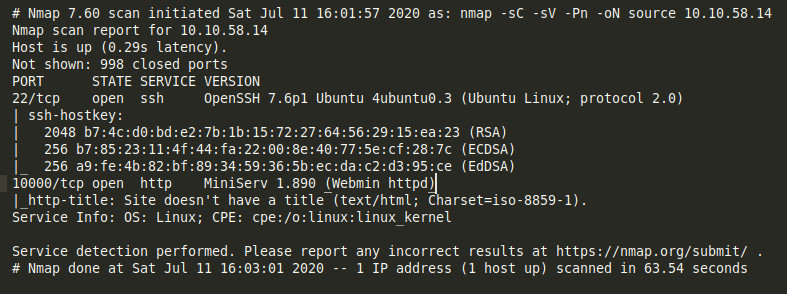 # Nmap 7.60 scan initiated Sat Jul 11 16:01:57 2020 as: nmap -sC -sV -Pn -oN source 10.10.58.14
Nmap scan report for 10.10.58.14
Host is up (0.29s latency).
Not shown: 998 closed ports
PORT      STATE SERVICE VERSION
22/tcp    open  ssh     OpenSSH 7.6p1 Ubuntu 4ubuntu0.3 (Ubuntu Linux; protocol 2.0)
| ssh-hostkey:
|   2048 b7:4c:d0:bd:e2:7b:1b:15:72:27:64:56:29:15:ea:23 (RSA)
|   256 b7:85:23:11:4f:44:fa:22:00:8e:40:77:5e:cf:28:7c (ECDSA)
|_  256 a9:fe:4b:82:bf:89:34:59:36:5b:ec:da:c2:d3:95:ce (EdDSA)
10000/tcp open  http    MiniServ 1.890 (Webmin httpd)
|_http-title: Site doesn't have a title (text/html; Charset=iso-8859-1).
Service Info: OS: Linux; CPE: cpe:/o:linux:linux_kernel

Service detection performed. Please report any incorrect results at https://nmap.org/submit/ .
# Nmap done at Sat Jul 11 16:03:01 2020 -- 1 IP address (1 host up) scanned in 63.54 seconds